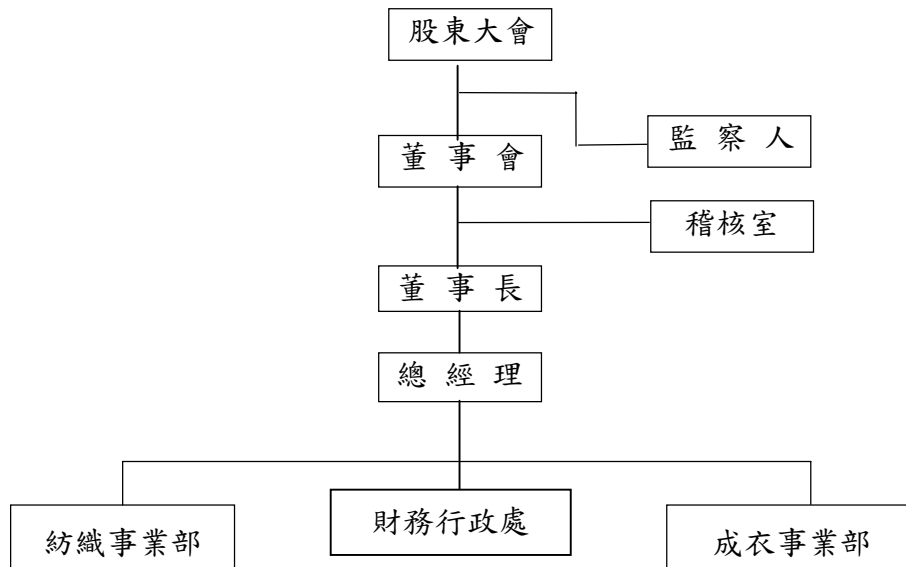 股東大會
監 察 人
董 事 會
稽核室
董 事 長
總 經 理
紡織事業部
財務行政處
成衣事業部